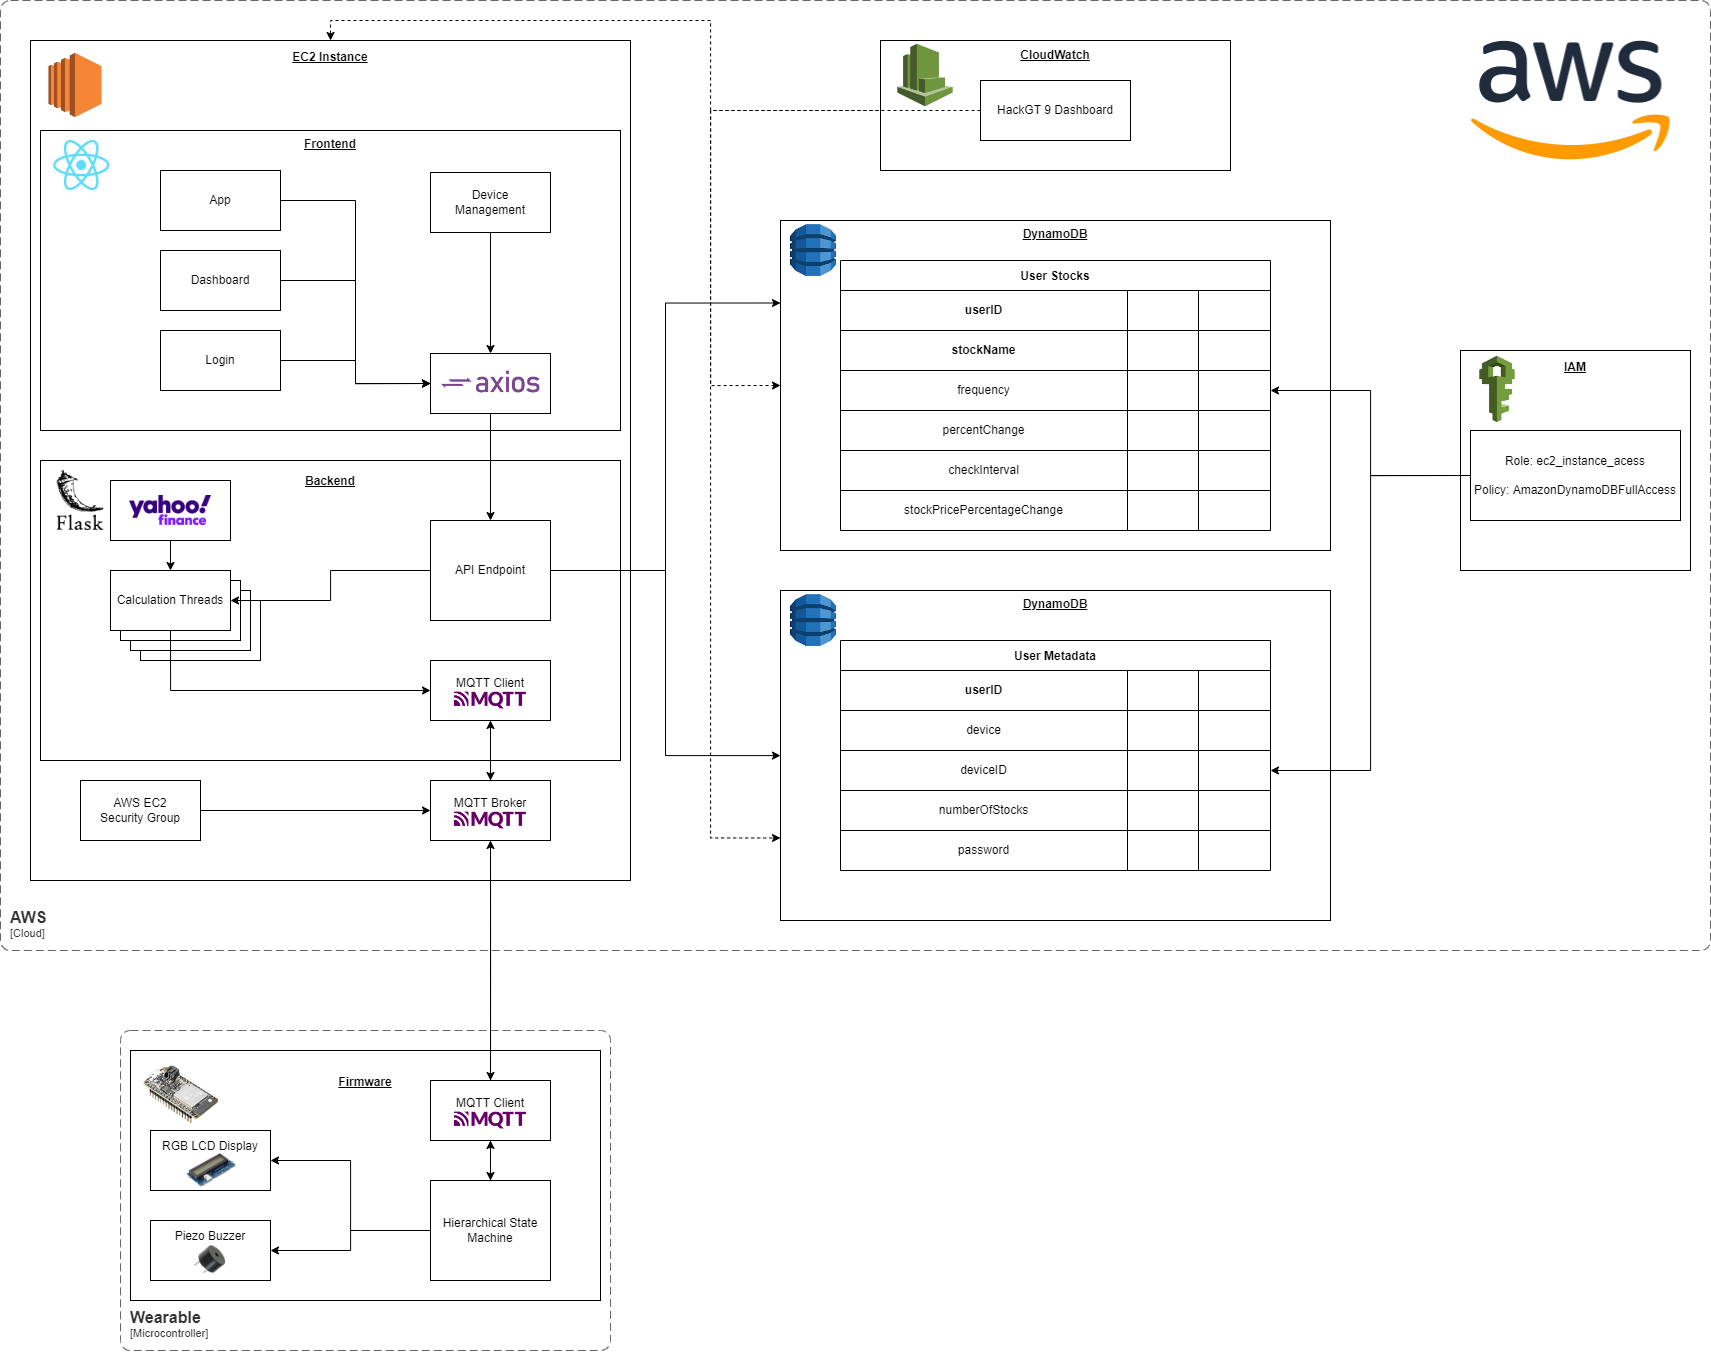 EC2 Instance
Frontend
App
Dashboard
Login
Device
Management
axios
Backend
Flask
yahoo!
finance
Calculation Threads
API Endpoint
MQTT Client
MQTT
AWS EC2
Security Group
MQTT Broker
MQTT
AWS
[Cloud]
CloudWatch
HackGT 9 Dashboard
aws
DynamoDB
User Stocks
userID
stockName
frequency
percentChange
checkInterval
stockPricePercentageChange
DynamoDB
User Metadata
userID
device
deviceID
numberOfStocks
password
IAM
Role: ec2_instance_acess
Policy: AmazonDynamoDBFullAccess
Firmware
MQTT Client
MQTT
RGB LCD Display
Piezo Buzzer
Hierarchical State
Machine
Wearable
[Microcontroller]